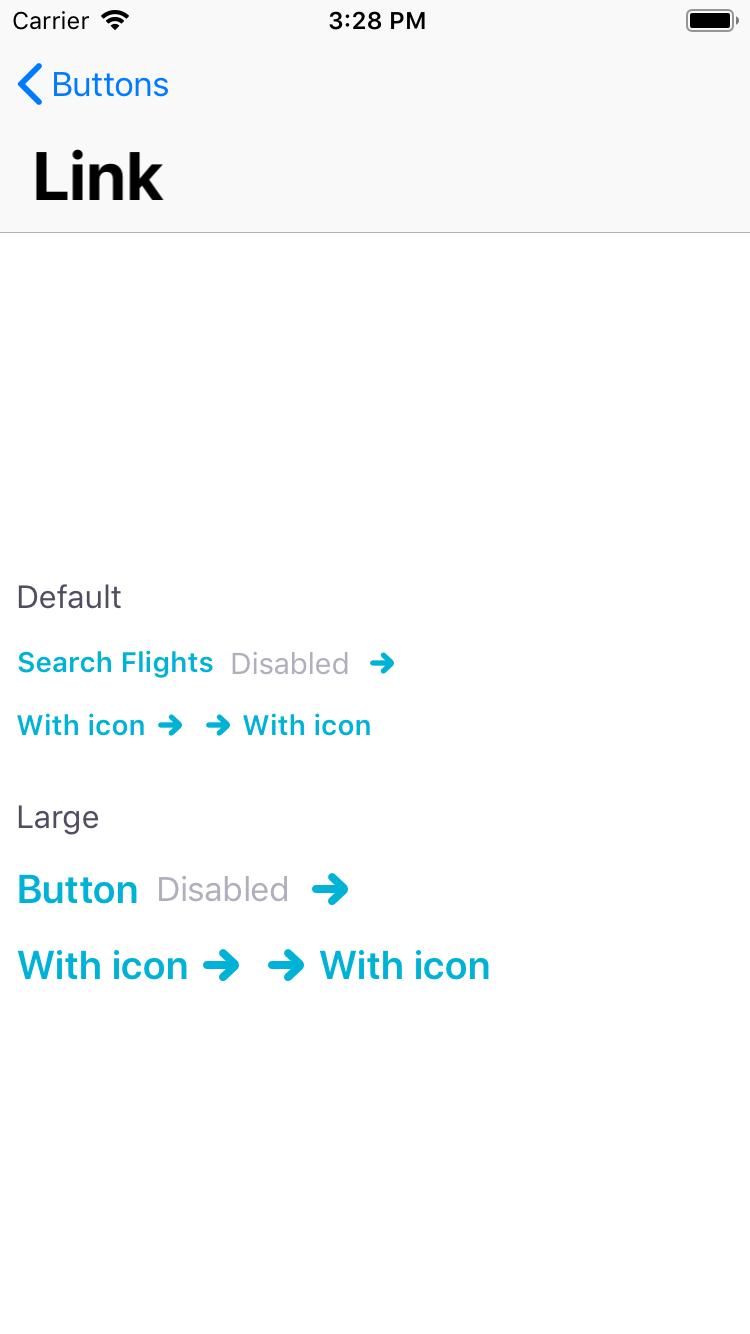 Carrier 3:28 PM
Buttons
Link
Default
Search Flights Disabled
With icon With icon
Large
Button Disabled
With icon With icon